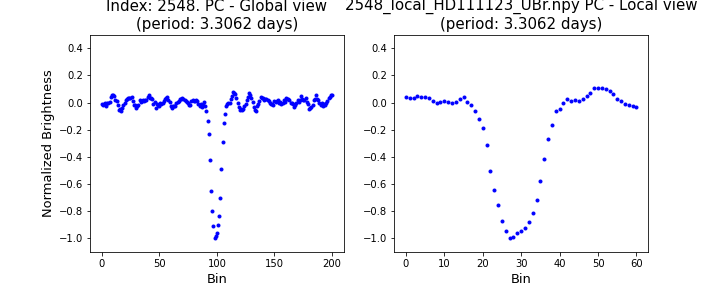 Index: 2548. PC - Global view
(period: 3.3062 days)
2548_local_HD111123_UBr.npy PC - Local view
(period: 3.3062 days)
Normalized Brightness
0.4
0.2
0.0
−0.2
−0.4
−0.6
−0.8
−1.0
0 50 100 150 200
Bin
0.4
0.2
0.0
−0.2
−0.4
−0.6
−0.8
−1.0
0 10 20 30 40 50 60
Bin